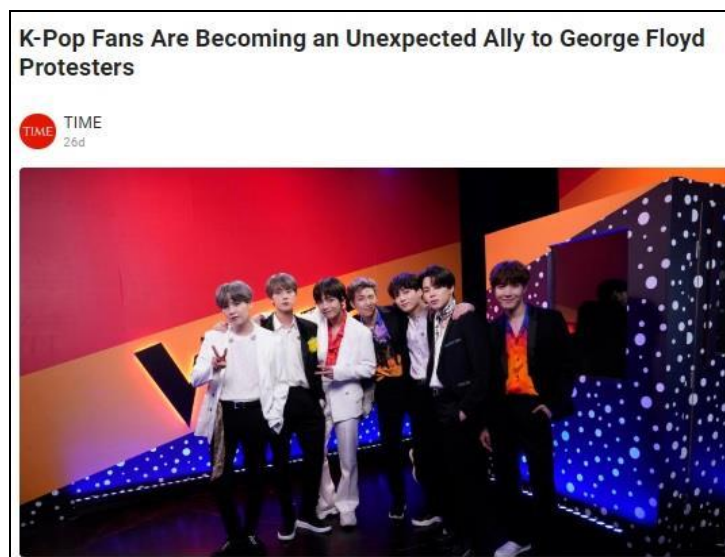 K-Pop Fans Are Becoming an Unexpected Ally to George Floyd
Protesters
TIME
TIME
26d